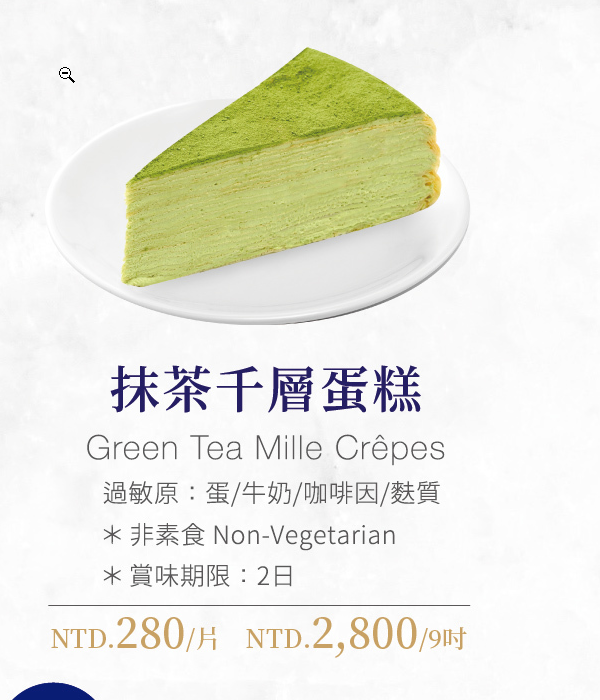 抹茶千層蛋糕
Green Tea Mille Crêpes
過敏原：蛋/牛奶/咖啡因/麩質
＊非素食 Non-Vegetarian
＊賞味期限：2日
NTD.280/片 NTD.2,800/9吋